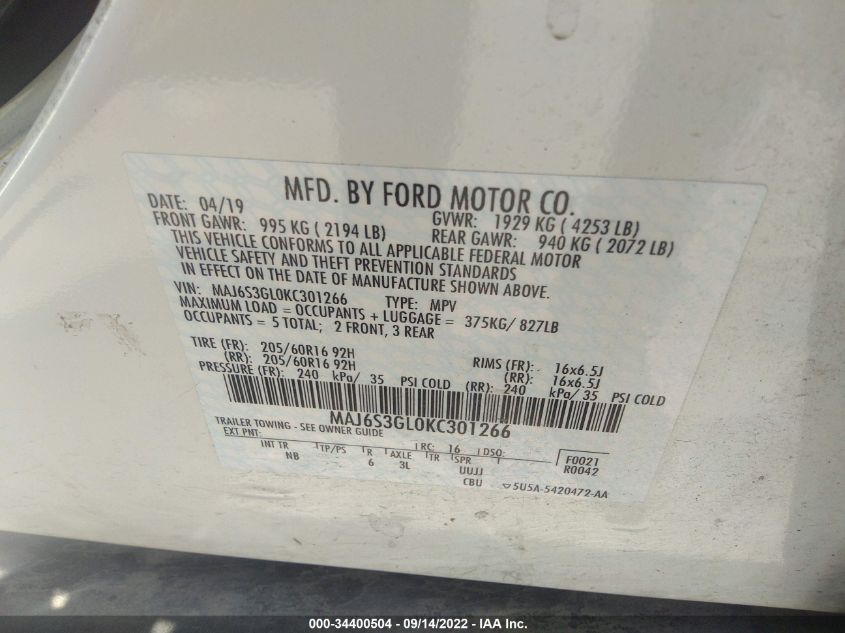 MFD. BY FORD MOTOR CO.
DATE: 04/19 GVWR: 1929 KG ( 4253 LB)
FRONT GAWR: 995 KG ( 2194 LB) REAR GAWR: 940 KG ( 2072 LB)
THIS VEHICLE CONFORMS TO ALL APPLICABLE FEDERAL MOTOR
VEHICLE SAFETY AND THEFT PREVENTION STANDARDS
IN EFFECT ON THE DATE OF MANUFACTURE SHOWN ABOVE.
VIN: MAJ6S3GL0KC301266 TYPE: MPV
MAXIMUM LOAD = OCCUPANTS + LUGGAGE = 375KG/ 827LB
OCCUPANTS = 5 TOTAL; 2 FRONT, 3 REAR
TIRE (FR): 205/60R16 92H RIMS (FR): 16x6.5J
(RR): 205/60R16 92H (RR): 16x6.5J
PRESSURE (FR): 240 kPa/ 35 PSI COLD (RR): 240 kPa/ 35 PSI COLD
MAJ6S3GL0KC301266
TRAILER TOWING - SEE OWNER GUIDE
EXT PNT: RC: 16 DSO: F0021
INT TR TP/PS R AXLE TR SPR R0042
NB 6 3L UUJJ
CBU 5U5A-5420472-AA
000-34400504 - 09/14/2022 - IAA Inc.